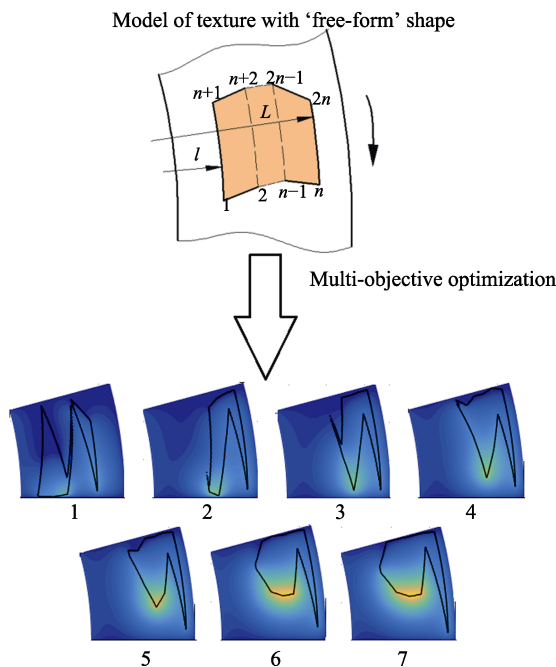 Model of texture with ‘free-form’ shape
n+2 2n−1
n+1 2n
L
l
1 2 n−1 n
Multi-objective optimization
1 2 3 4
5 6 7